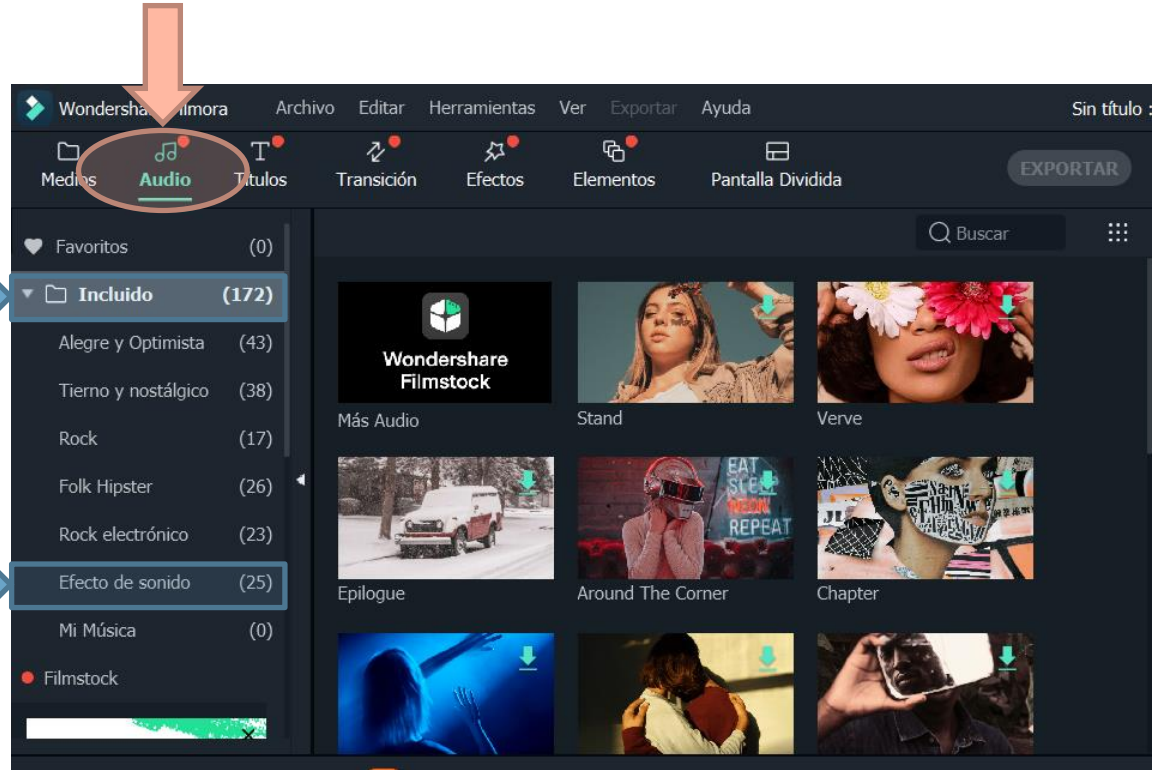 Wondershare Filmora Archivo Editar Herramientas Ver Exportar Ayuda Sin título :
Medios Audio Títulos Transición Efectos Elementos Pantalla Dividida EXPORTAR
Favoritos (0)
Buscar
Incluido (172)
Alegre y Optimista (43)
Tierno y nostálgico (38)
Rock (17)
Folk Hipster (26)
Rock electrónico (23)
Efecto de sonido (25)
Mi Música (0)
Filmstock
Wondershare
Filmstock
Más Audio Stand Verve
EAT
SLEEP
NEON
REPEAT
Epilogue Around The Corner Chapter